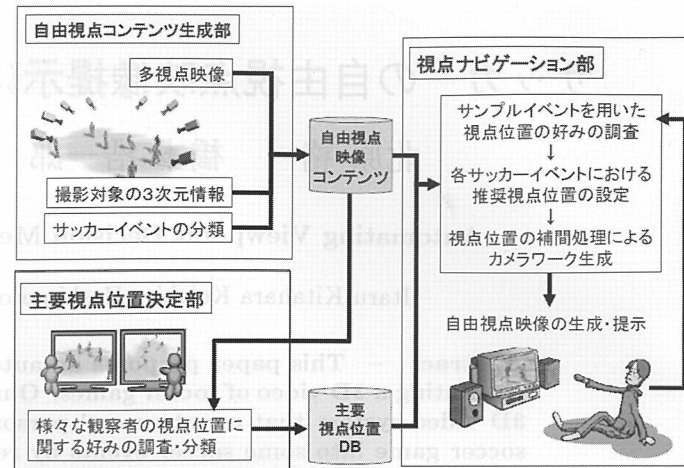 自由視点コンテンツ生成部
多視点映像
撮影対象の3次元情報
サッカーイベントの分類
自由視点
映像
コンテンツ
主要視点位置決定部
様々な観察者の視点位置に
関する好みの調査・分類
主要
視点位置
DB
視点ナビゲーション部
サンプルイベントを用いた
視点位置の好みの調査
↓
各サッカーイベントにおける
推奨視点位置の設定
↓
視点位置の補間処理による
カメラワーク生成
自由視点映像の生成・提示